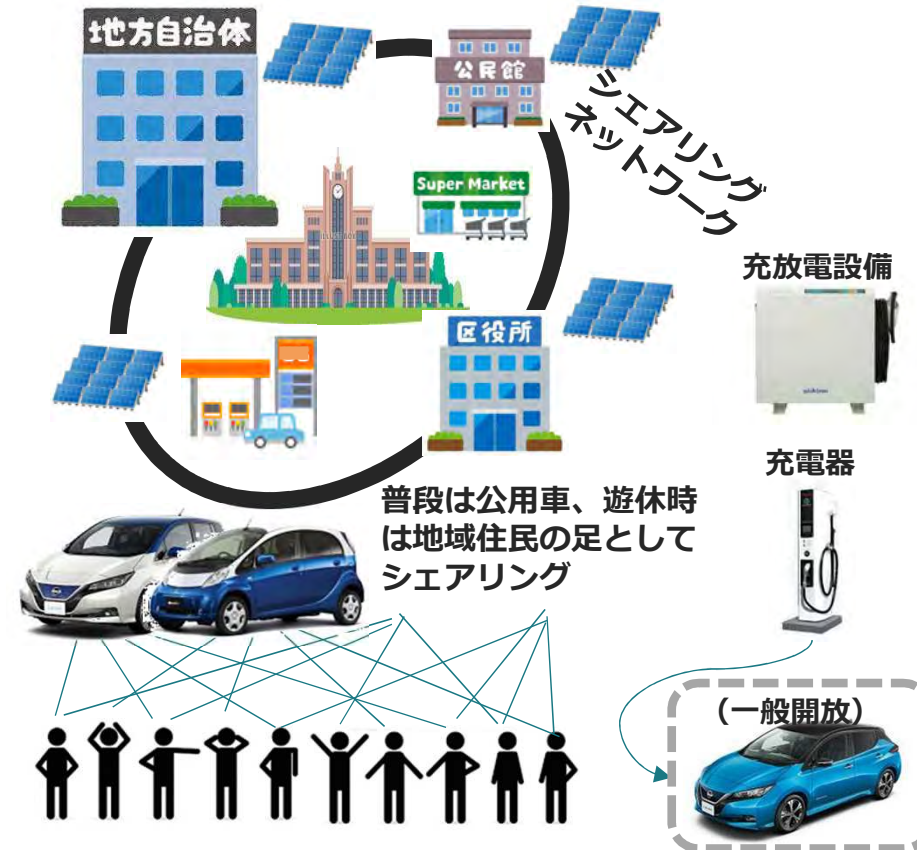 地方自治体
公民館
シェアリング
ネットワーク
Super Market
充放電設備
区役所
充電器
普段は公用車、遊休時
は地域住民の足として
シェアリング
（一般開放）